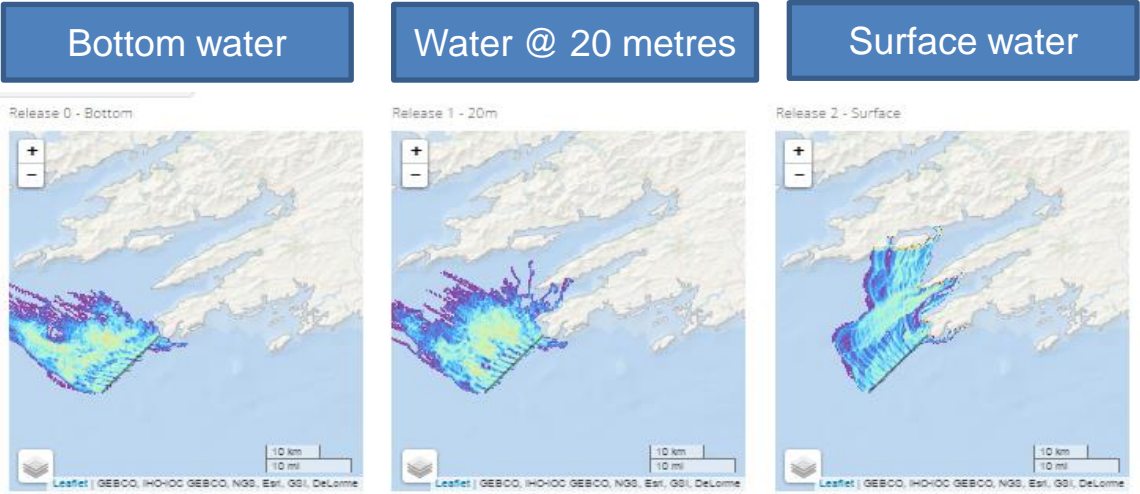 Bottom water
Water @ 20 metres
Surface water
Release 0 - Bottom
Release 1 - 20m
Release 2 - Surface
+
−
+
−
+
−
10 km
10 mi
10 km
10 mi
10 km
10 mi
Leaflet | GEBCO, IHO-IOC GEBCO, NGS, Esri, GSI, DeLorme
Leaflet | GEBCO, IHO-IOC GEBCO, NGS, Esri, GSI, DeLorme
Leaflet | GEBCO, IHO-IOC GEBCO, NGS, Esri, GSI, DeLorme